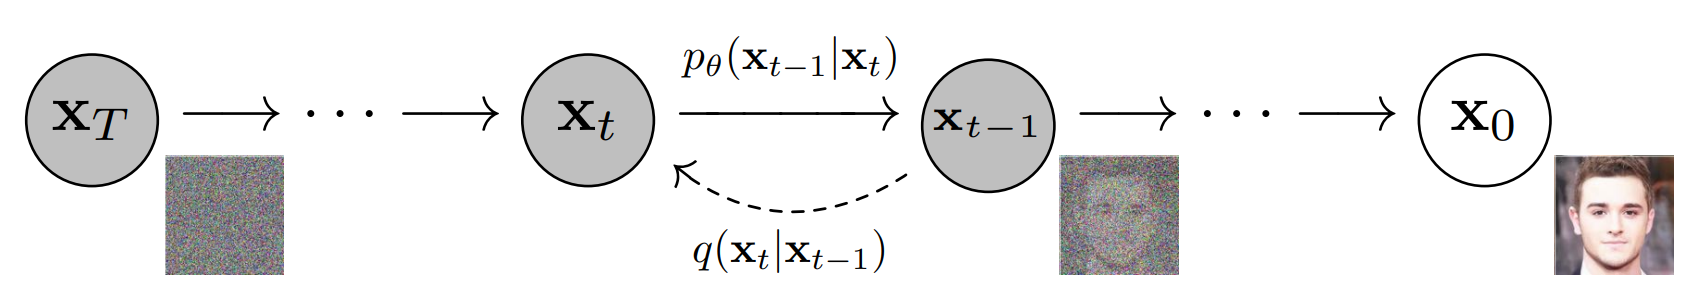 p_θ(x_{t−1}|x_t)
x_T ⟶ ··· ⟶ x_t ⟶ x_{t−1} ⟶ ··· ⟶ x_0
q(x_t|x_{t−1})